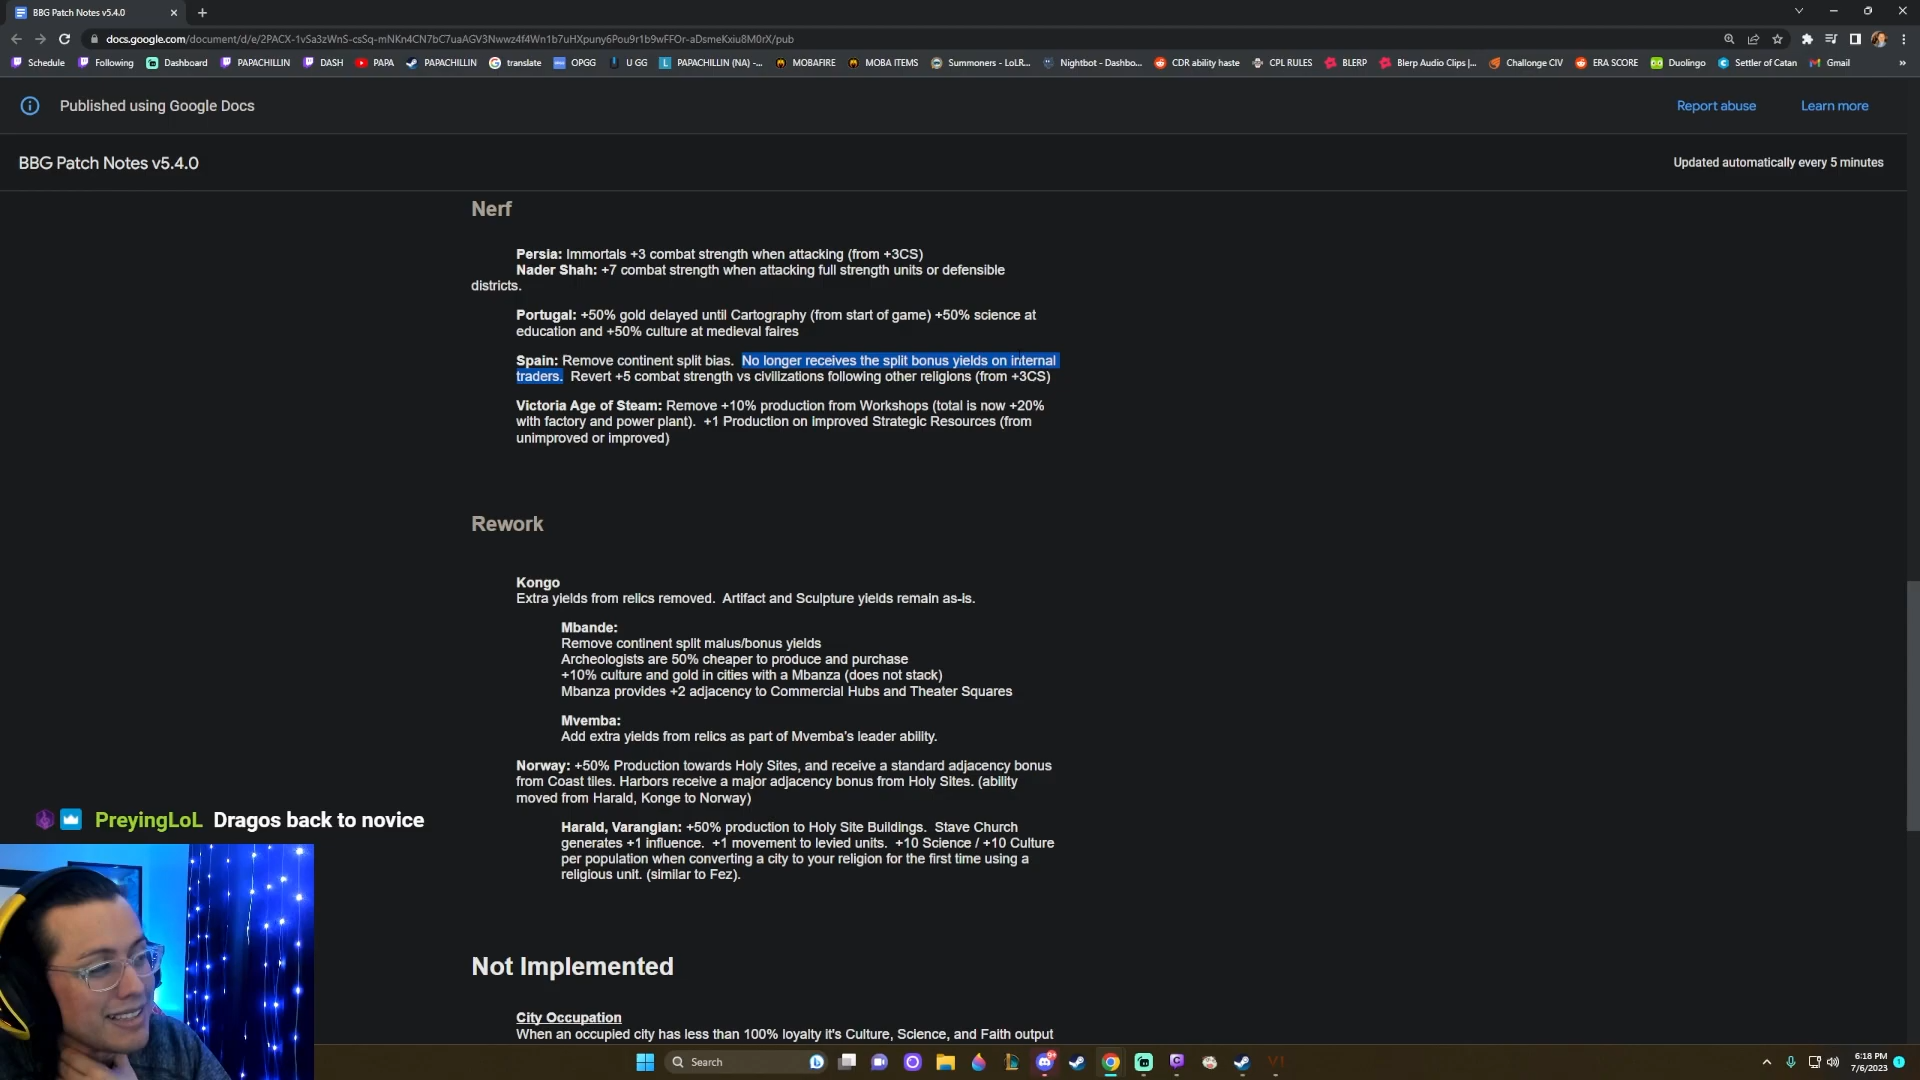 BBG Patch Notes v5.4.0
docs.google.com/document/d/e/2PACX-1vSa3zWnS-csSq-mNKn4CN7bC7uaAGV3Nwwz4f4Wn1b7uHXpuny6Pou9r1b9wFFOr-aDsmeKxiu8M0rX/pub
Schedule Following Dashboard PAPACHILLIN DASH PAPA PAPACHILLIN translate OPGG U GG PAPACHILLIN (NA) -... MOBAFIRE MOBA ITEMS Summoners - LoLR... Nightbot - Dashbo... CDR ability haste CPL RULES BLERP Blerp Audio Clips |... Challonge CIV ERA SCORE Duolingo Settler of Catan Gmail »
Published using Google Docs Report abuse Learn more
BBG Patch Notes v5.4.0 Updated automatically every 5 minutes
Nerf
Persia: Immortals +3 combat strength when attacking (from +3CS)
Nader Shah: +7 combat strength when attacking full strength units or defensible
districts.
Portugal: +50% gold delayed until Cartography (from start of game) +50% science at
education and +50% culture at medieval faires
Spain: Remove continent split bias. No longer receives the split bonus yields on internal
traders. Revert +5 combat strength vs civilizations following other religions (from +3CS)
Victoria Age of Steam: Remove +10% production from Workshops (total is now +20%
with factory and power plant). +1 Production on improved Strategic Resources (from
unimproved or improved)
Rework
Kongo
Extra yields from relics removed. Artifact and Sculpture yields remain as-is.
Mbande:
Remove continent split malus/bonus yields
Archeologists are 50% cheaper to produce and purchase
+10% culture and gold in cities with a Mbanza (does not stack)
Mbanza provides +2 adjacency to Commercial Hubs and Theater Squares
Mvemba:
Add extra yields from relics as part of Mvemba's leader ability.
Norway: +50% Production towards Holy Sites, and receive a standard adjacency bonus
from Coast tiles. Harbors receive a major adjacency bonus from Holy Sites. (ability
moved from Harald, Konge to Norway)
PreyingLoL Dragos back to novice
Harald, Varangian: +50% production to Holy Site Buildings. Stave Church
generates +1 influence. +1 movement to levied units. +10 Science / +10 Culture
per population when converting a city to your religion for the first time using a
religious unit. (similar to Fez).
Not Implemented
City Occupation
When an occupied city has less than 100% loyalty it's Culture, Science, and Faith output
Search
6:18 PM
7/6/2023